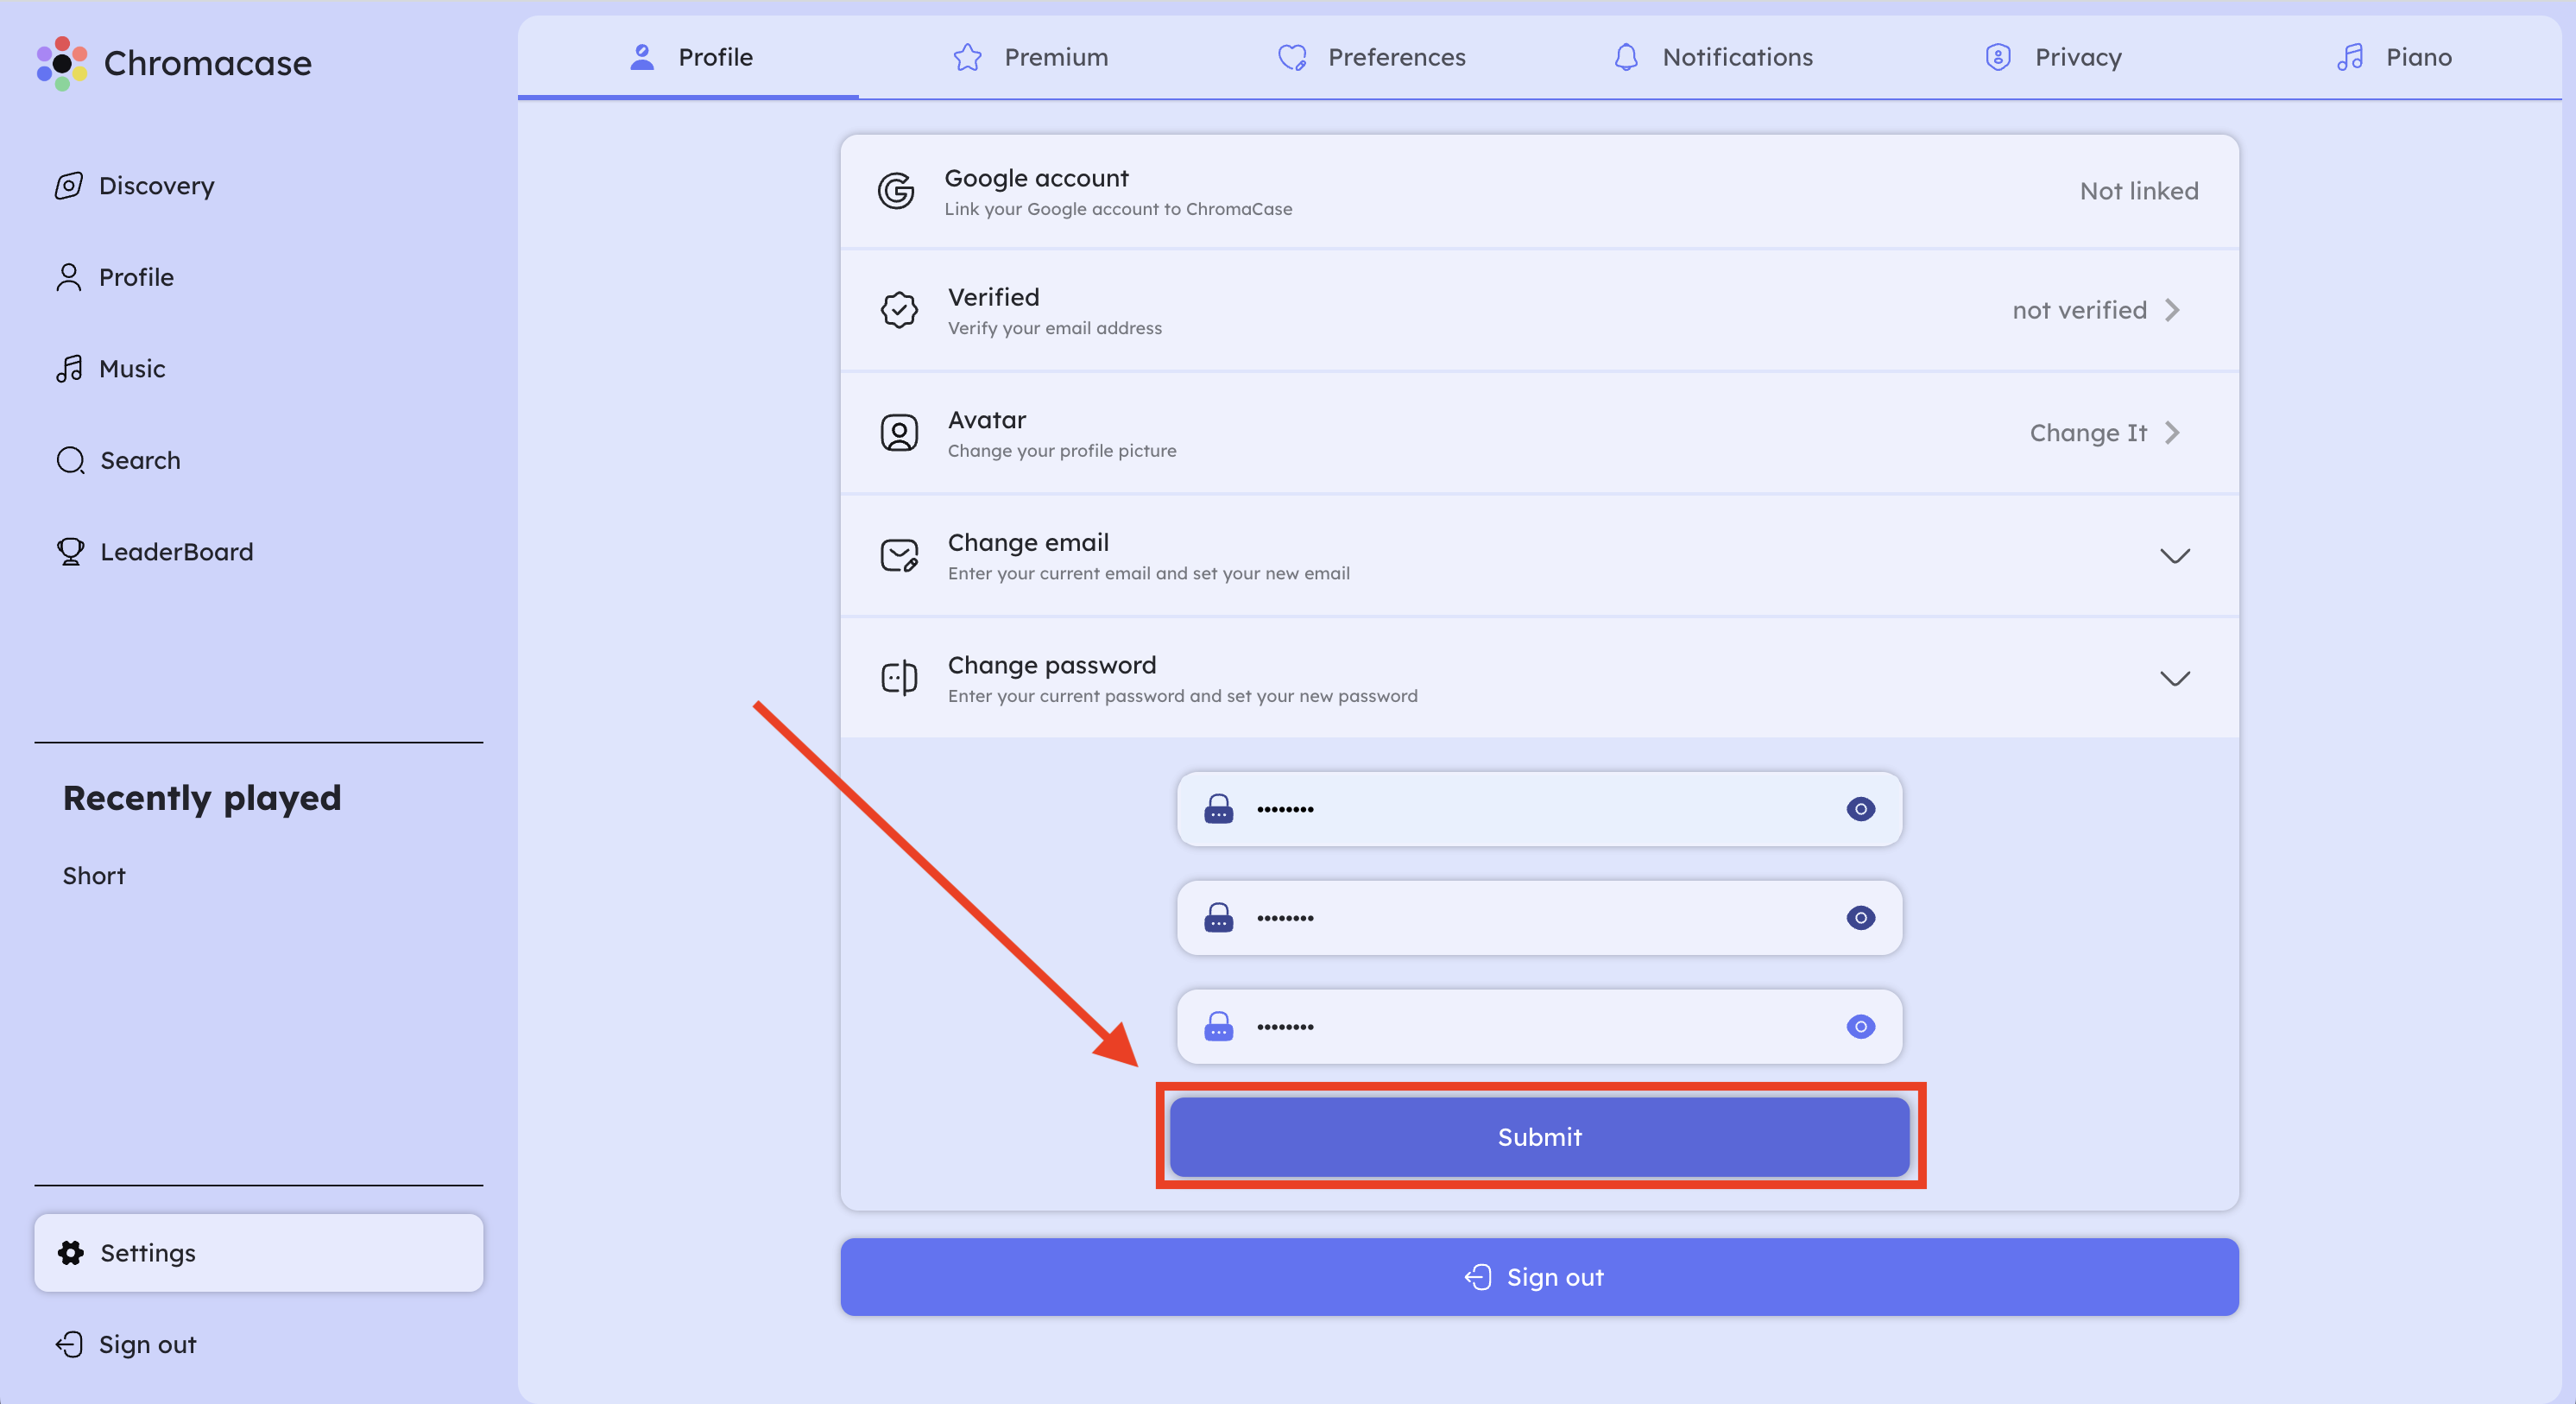 Chromacase
Discovery
Profile
Music
Search
LeaderBoard
Recently played
Short
Settings
Sign out
Profile
Premium
Preferences
Notifications
Privacy
Piano
Google account
Link your Google account to ChromaCase
Not linked
Verified
Verify your email address
not verified
Avatar
Change your profile picture
Change It
Change email
Enter your current email and set your new email
Change password
Enter your current password and set your new password
••••••••
••••••••
••••••••
Submit
Sign out